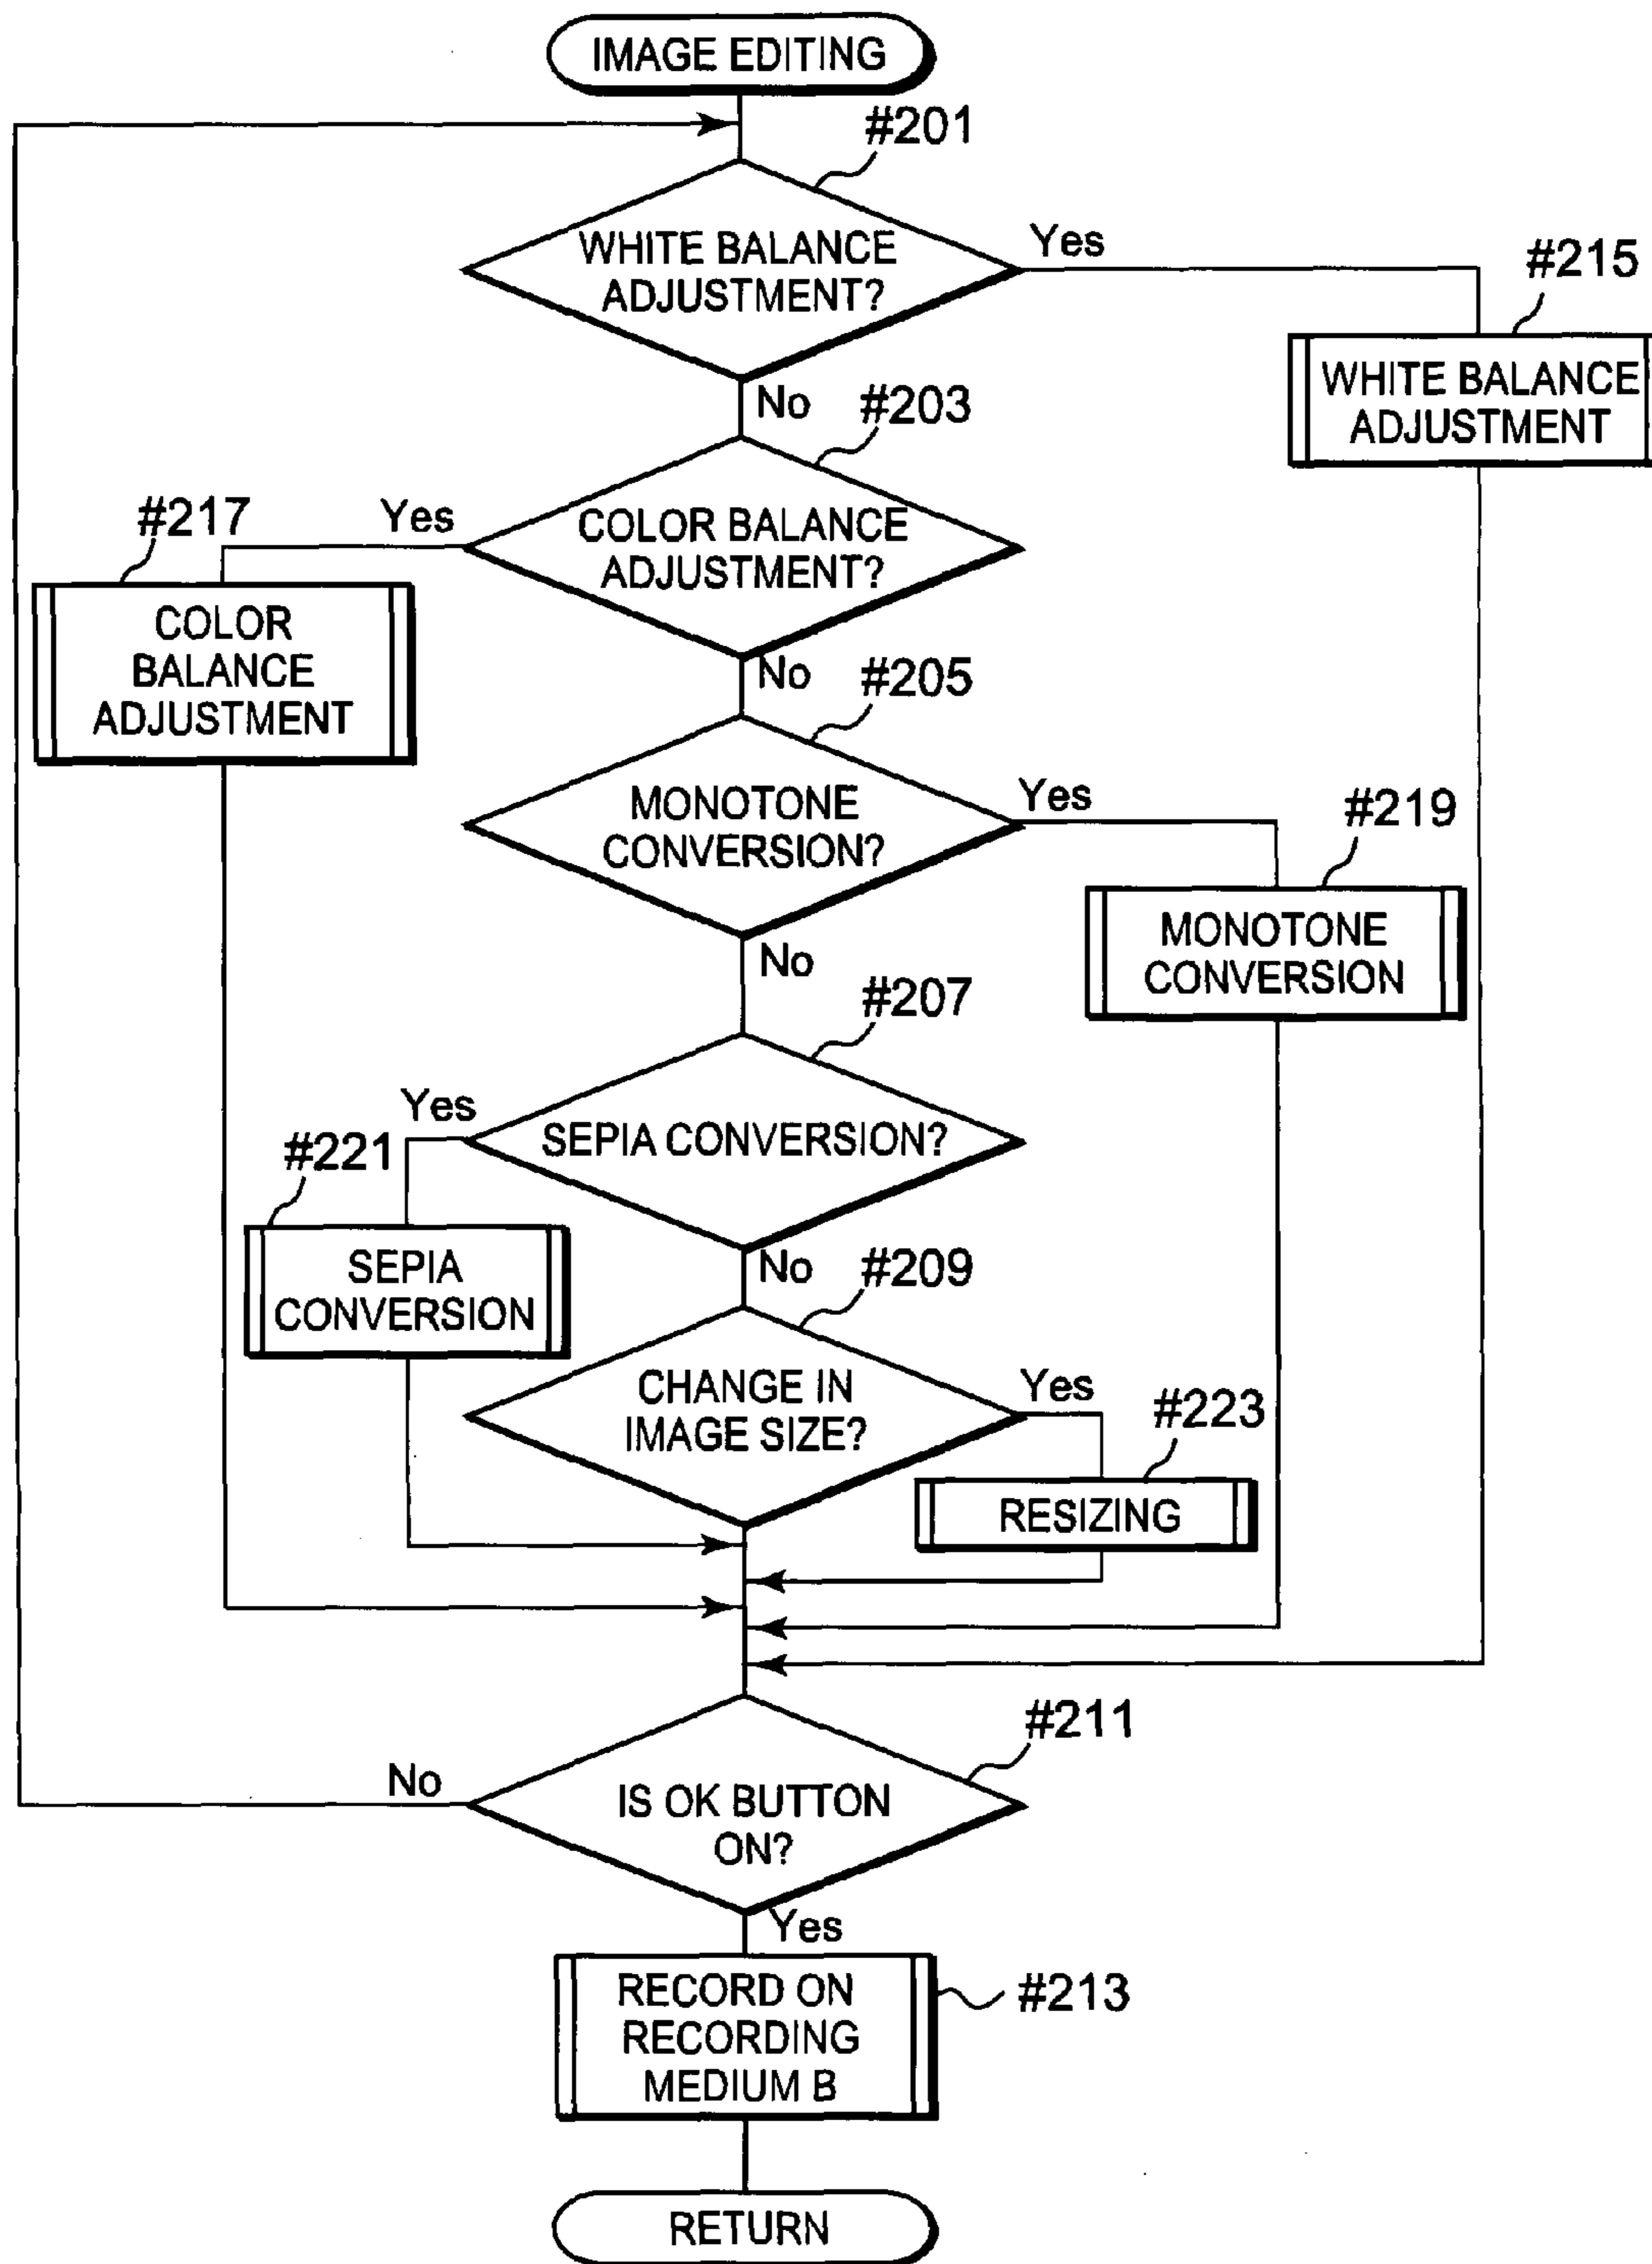 IMAGE EDITING
#201
WHITE BALANCE
ADJUSTMENT?
Yes
#215
WHITE BALANCE
ADJUSTMENT
No
#203
COLOR BALANCE
ADJUSTMENT?
Yes
#217
COLOR
BALANCE
ADJUSTMENT
No
#205
MONOTONE
CONVERSION?
Yes
#219
MONOTONE
CONVERSION
No
#207
SEPIA CONVERSION?
Yes
#221
SEPIA
CONVERSION
No
#209
CHANGE IN
IMAGE SIZE?
Yes
#223
RESIZING
#211
IS OK BUTTON
ON?
No
Yes
RECORD ON
RECORDING
MEDIUM B
#213
RETURN